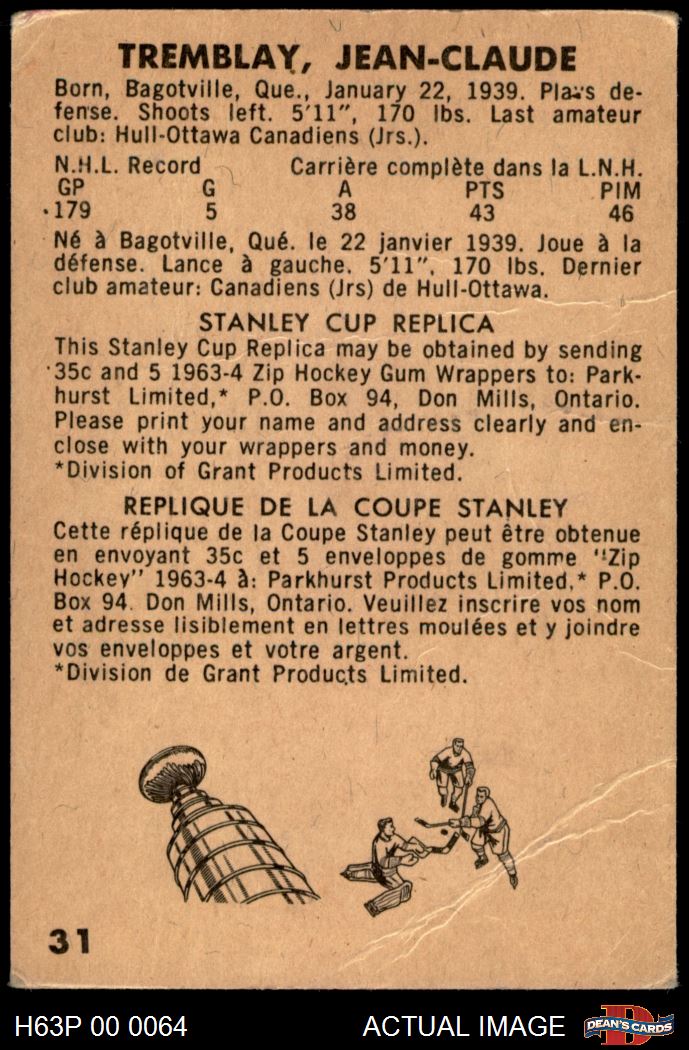 TREMBLAY, JEAN-CLAUDE
Born, Bagotville, Que., January 22, 1939. Plays de-
fense. Shoots left. 5'11", 170 lbs. Last amateur
club: Hull-Ottawa Canadiens (Jrs.).
N.H.L. Record Carrière complète dans la L.N.H.
GP G A PTS PIM
179 5 38 43 46
Né à Bagotville, Qué. le 22 janvier 1939. Joue à la
défense. Lance à gauche. 5'11", 170 lbs. Dernier
club amateur: Canadiens (Jrs) de Hull-Ottawa.
STANLEY CUP REPLICA
This Stanley Cup Replica may be obtained by sending
35c and 5 1963-4 Zip Hockey Gum Wrappers to: Park-
hurst Limited,* P.O. Box 94, Don Mills, Ontario.
Please print your name and address clearly and en-
close with your wrappers and money.
*Division of Grant Products Limited.
REPLIQUE DE LA COUPE STANLEY
Cette réplique de la Coupe Stanley peut être obtenue
en envoyant 35c et 5 enveloppes de gomme "Zip
Hockey" 1963-4 à: Parkhurst Products Limited,* P.O.
Box 94. Don Mills, Ontario. Veuillez inscrire vos nom
et adresse lisiblement en lettres moulées et y joindre
vos enveloppes et votre argent.
*Division de Grant Products Limited.
31
H63P 00 0064 ACTUAL IMAGE D DEAN'S CARDS